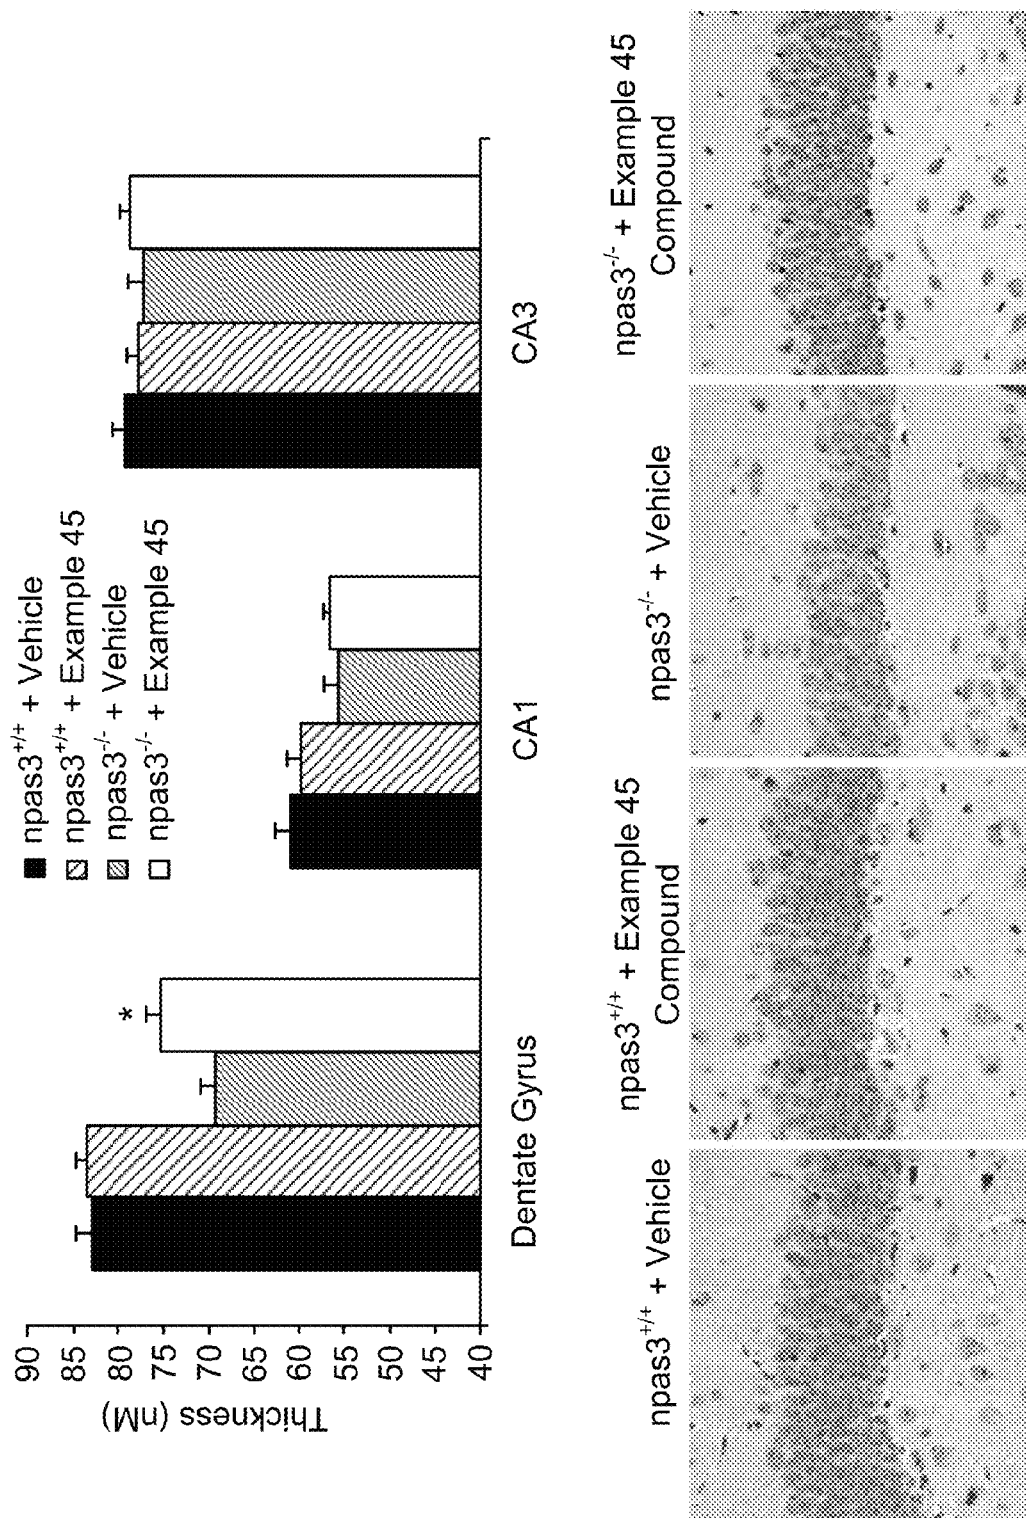 npas3+/+ + Vehicle
npas3+/+ + Example 45
npas3-/- + Vehicle
npas3-/- + Example 45
Thickness (nM)
90
85
80
75
70
65
60
55
50
45
40
*
Dentate Gyrus
CA1
CA3
npas3+/+ + Vehicle
npas3+/+ + Example 45
Compound
npas3-/- + Vehicle
npas3-/- + Example 45
Compound